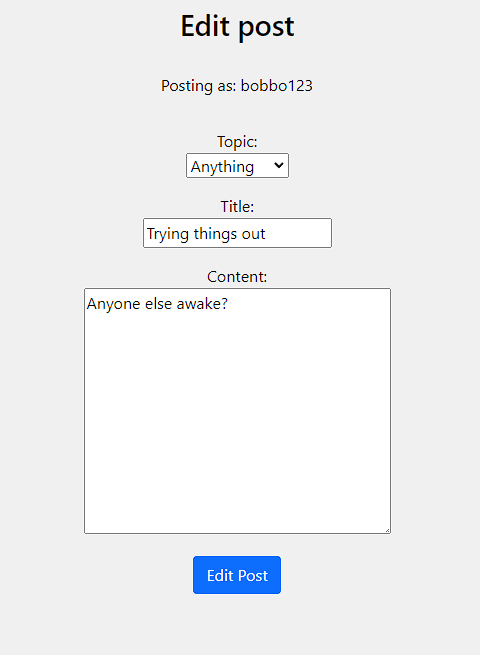 Edit post
Posting as: bobbo123
Topic:
Anything
Title:
Trying things out
Content:
Anyone else awake?
Edit Post